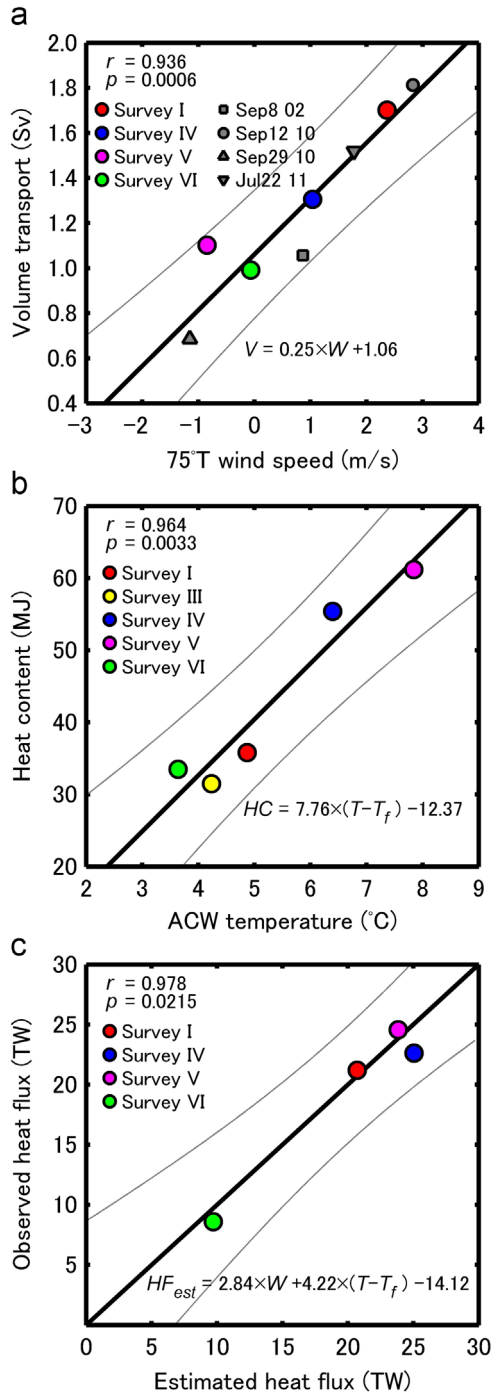 a
2.0
1.8
1.6
1.4
1.2
1.0
0.8
0.6
0.4
Volume transport (Sv)
r = 0.936
p = 0.0006
Survey I
Survey IV
Survey V
Survey VI
Sep8 02
Sep12 10
Sep29 10
Jul22 11
V = 0.25×W +1.06
−3 −2 −1 0 1 2 3 4
75°T wind speed (m/s)
b
70
60
50
40
30
20
Heat content (MJ)
r = 0.964
p = 0.0033
Survey I
Survey III
Survey IV
Survey V
Survey VI
HC = 7.76×(T−Tf) −12.37
2 3 4 5 6 7 8 9
ACW temperature (°C)
c
30
25
20
15
10
5
Observed heat flux (TW)
r = 0.978
p = 0.0215
Survey I
Survey IV
Survey V
Survey VI
HFest = 2.84×W +4.22×(T−Tf) −14.12
0 5 10 15 20 25 30
Estimated heat flux (TW)